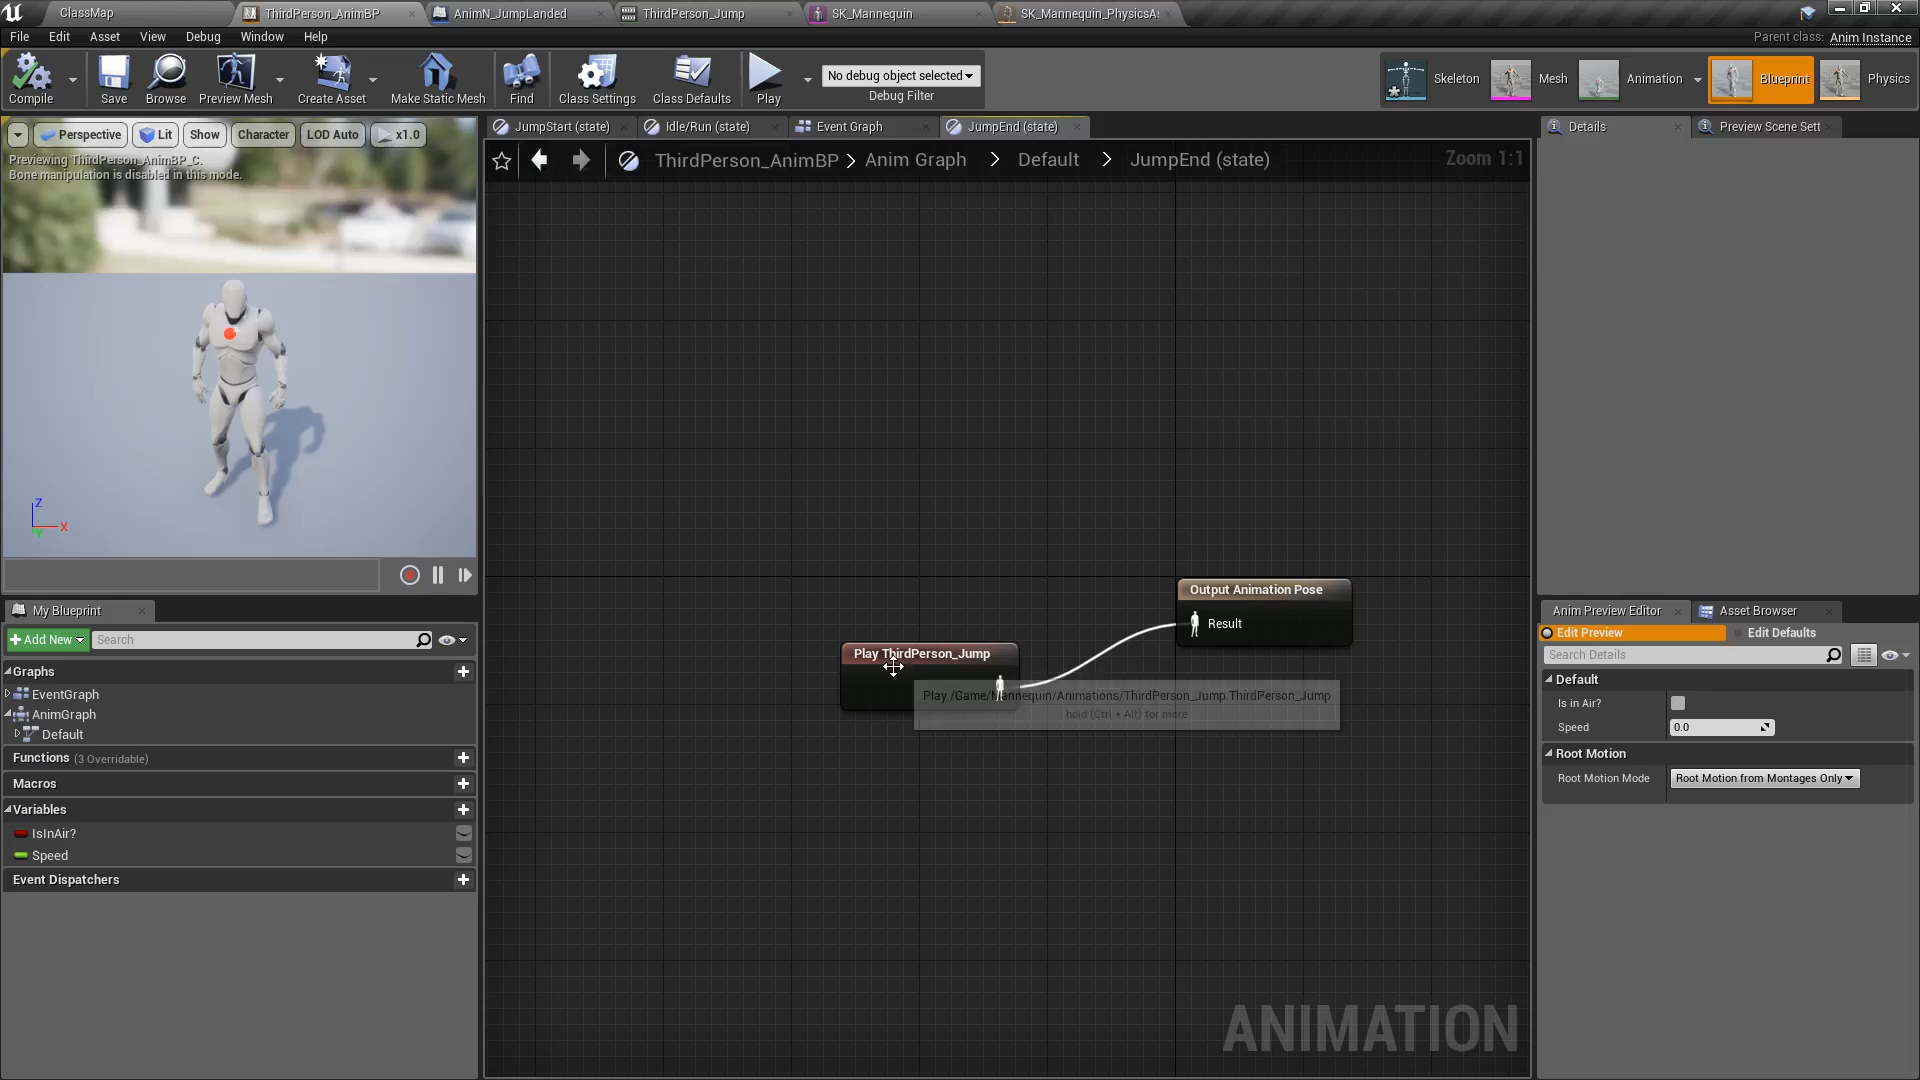 ClassMap
ThirdPerson_AnimBP
AnimN_JumpLanded
ThirdPerson_Jump
SK_Mannequin
SK_Mannequin_PhysicsA
File Edit Asset View Debug Window Help
Parent class: Anim Instance
Compile
Save
Browse
Preview Mesh
Create Asset
Make Static Mesh
Find
Class Settings
Class Defaults
Play
No debug object selected
Debug Filter
Skeleton
Mesh
Animation
Blueprint
Physics
Perspective
Lit
Show
Character
LOD Auto
x1.0
Previewing ThirdPerson_AnimBP_C.
Bone manipulation is disabled in this mode.
Z
X
Y
JumpStart (state)
Idle/Run (state)
Event Graph
JumpEnd (state)
ThirdPerson_AnimBP > Anim Graph > Default > JumpEnd (state)
Zoom 1:1
Output Animation Pose
Result
Play ThirdPerson_Jump
Play /Game/Mannequin/Animations/ThirdPerson_Jump.ThirdPerson_Jump
hold (Ctrl + Alt) for more
ANIMATION
My Blueprint
Add New
Search
Graphs
EventGraph
AnimGraph
Default
Functions (3 Overridable)
Macros
Variables
IsInAir?
Speed
Event Dispatchers
Details
Preview Scene Sett
Anim Preview Editor
Asset Browser
Edit Preview
Edit Defaults
Search Details
Default
Is in Air?
Speed
0.0
Root Motion
Root Motion Mode
Root Motion from Montages Only